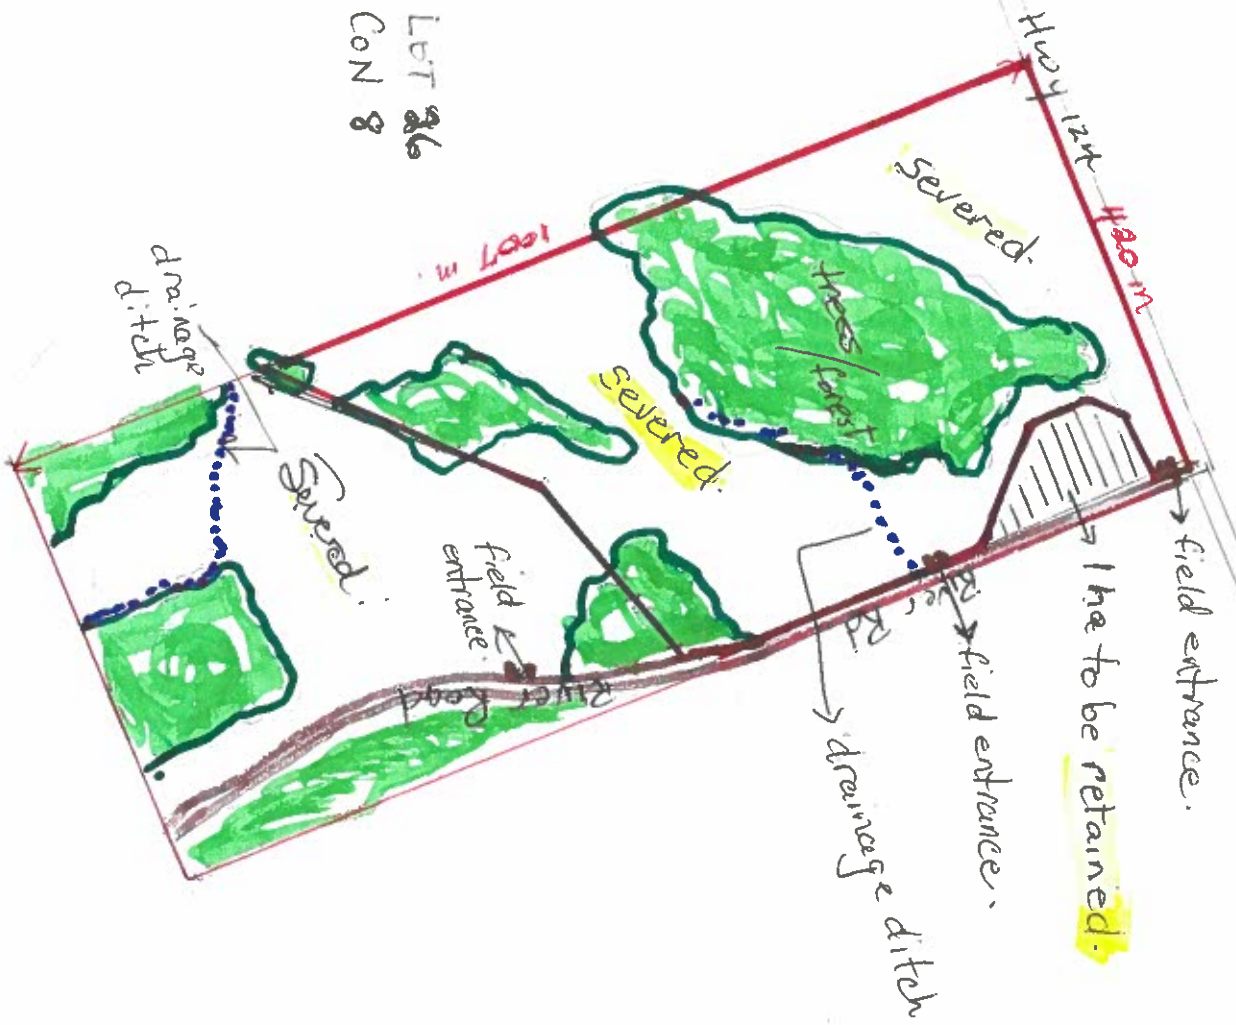 Hwy 124
420 m
LOT 26
CON 8
severed.
1007 m.
trees/
forest
severed.
drainage
ditch
Severed.
field
entrance.
River
Road
River
Rd.
field entrance.
1 ha to be retained.
field entrance.
drainage ditch